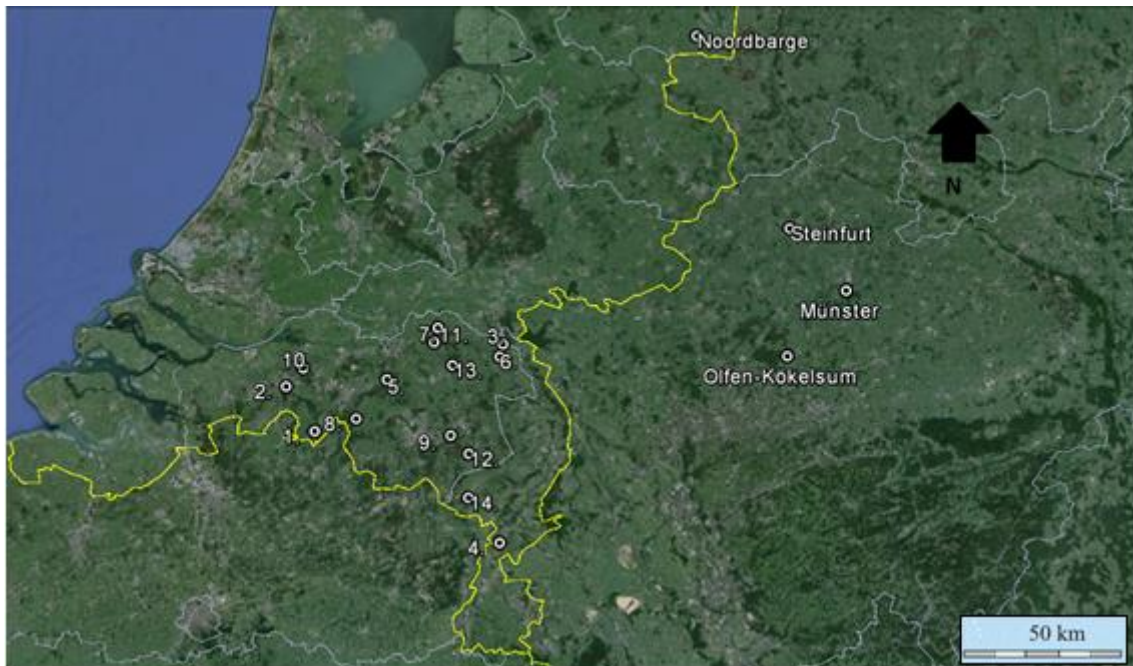 Noordbarge
N
Steinfurt
Münster
7.
11.
3.
6
Olfen-Kökelsum
10.
13.
2.
5
1.
8
9.
12.
14
4.
50 km